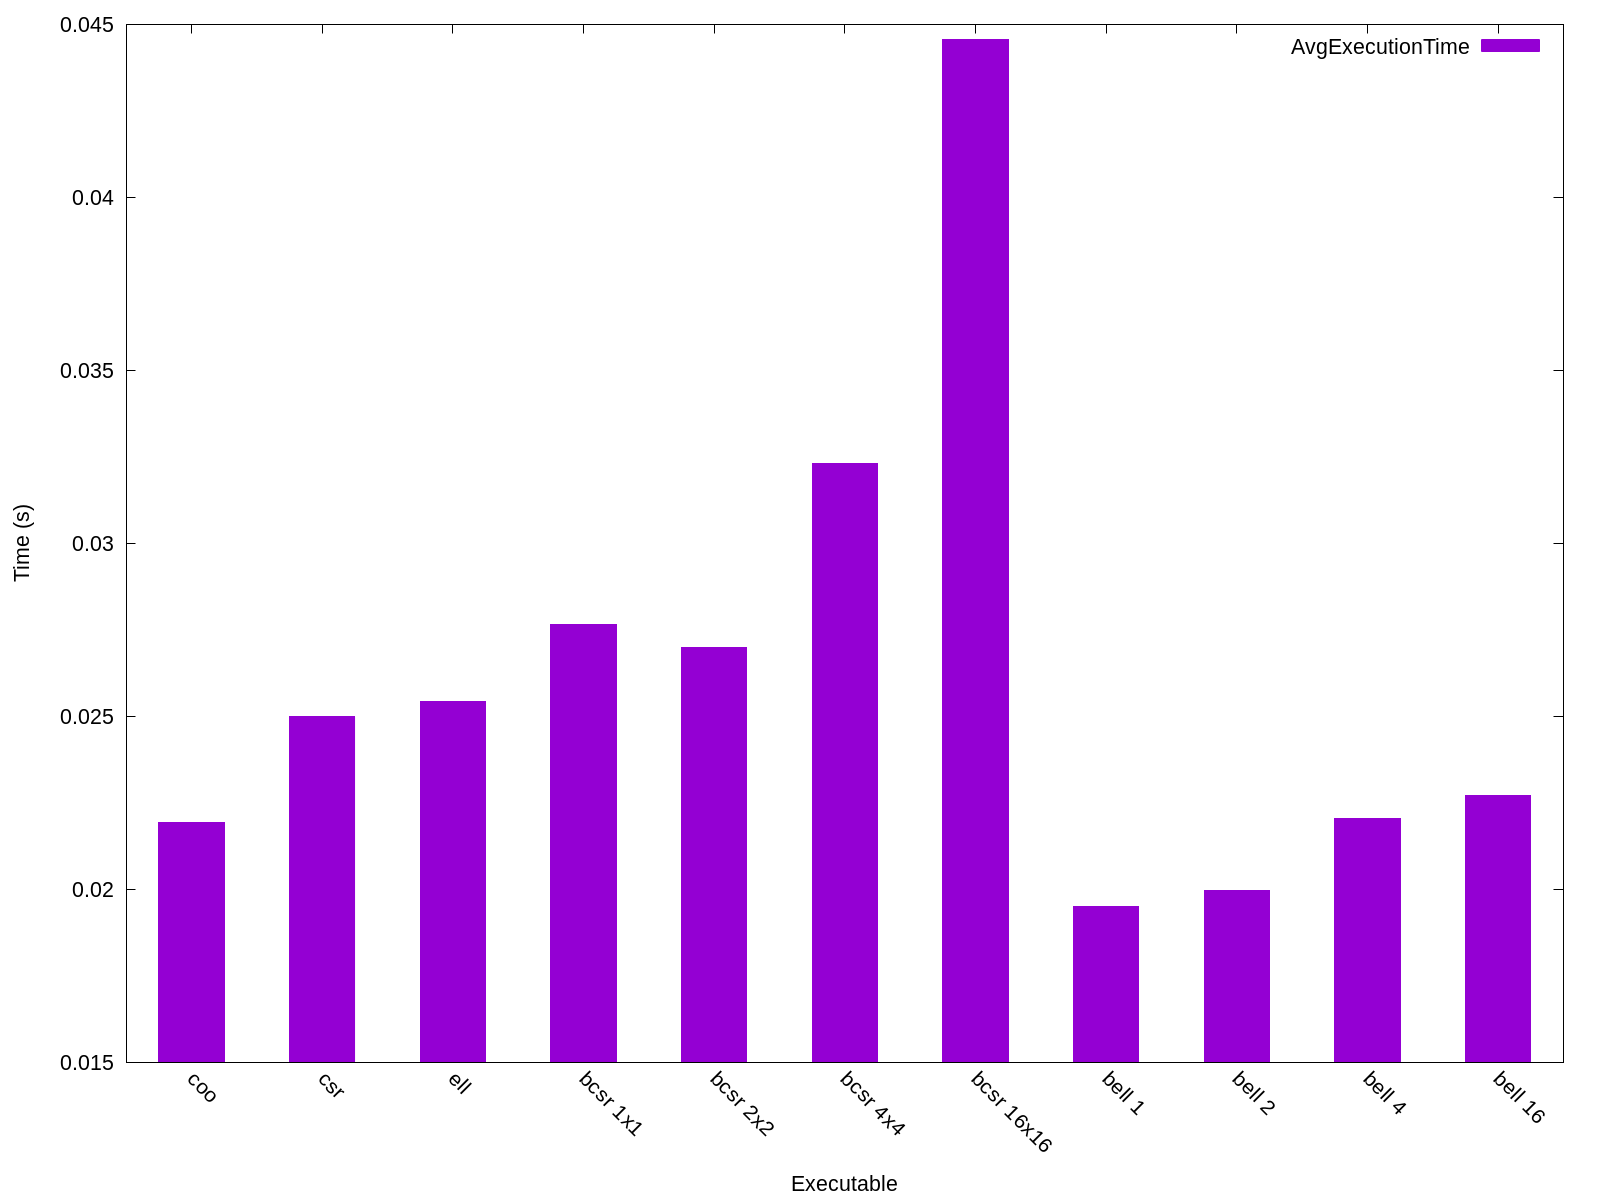 AvgExecutionTime
0.045
0.04
0.035
0.03
0.025
0.02
0.015
Time (s)
coo
csr
ell
bcsr 1x1
bcsr 2x2
bcsr 4x4
bcsr 16x16
bell 1
bell 2
bell 4
bell 16
Executable